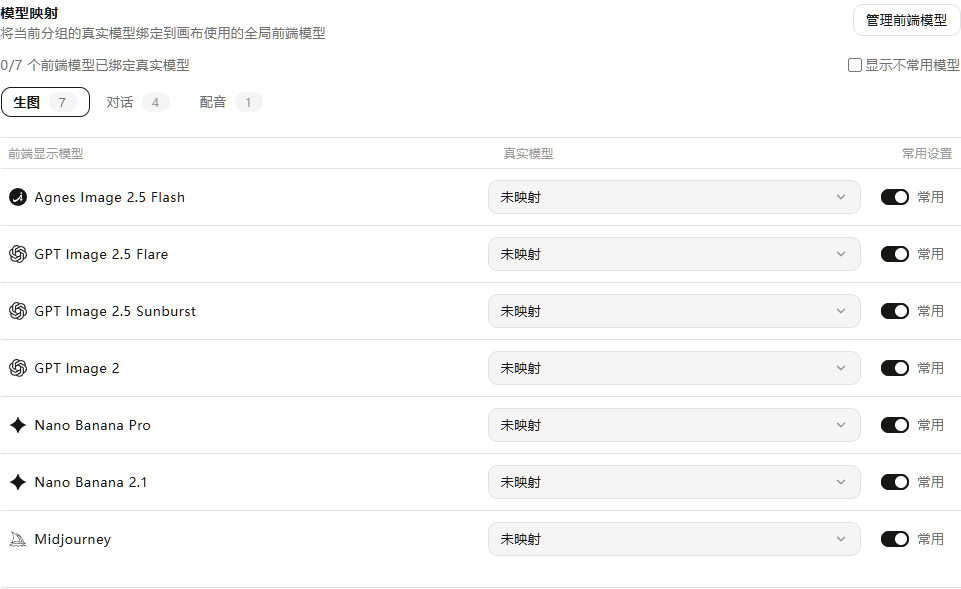 模型映射
管理前端模型
将当前分组的真实模型绑定到画布使用的全局前端模型
0/7 个前端模型已绑定真实模型
显示不常用模型
生图 7 对话 4 配音 1
前端显示模型 真实模型 常用设置
Agnes Image 2.5 Flash 未映射 常用
GPT Image 2.5 Flare 未映射 常用
GPT Image 2.5 Sunburst 未映射 常用
GPT Image 2 未映射 常用
Nano Banana Pro 未映射 常用
Nano Banana 2.1 未映射 常用
Midjourney 未映射 常用